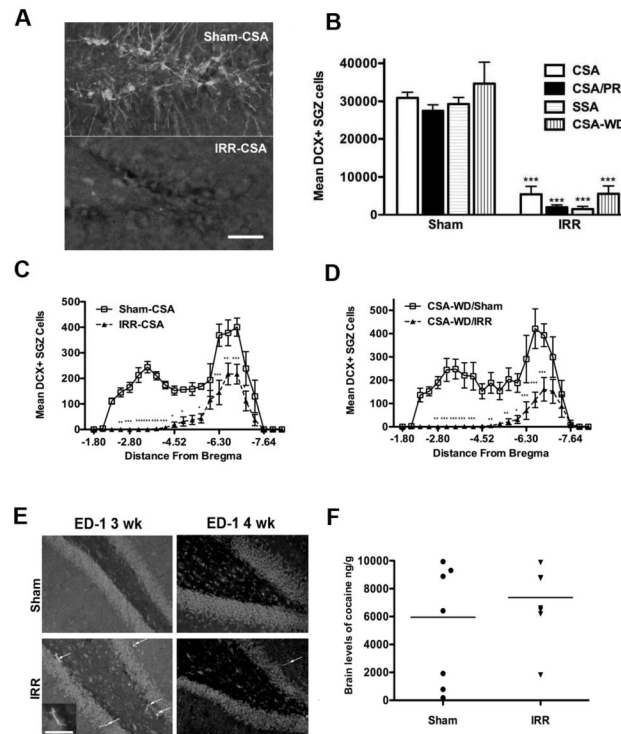 A
Sham-CSA
IRR-CSA
B
Mean DCX+ SGZ cells
40000
30000
20000
10000
0
Sham
IRR
CSA
CSA/PR
SSA
CSA-WD
***
***
***
***
C
Mean DCX+ SGZ Cells
400
300
200
100
0
Sham-CSA
IRR-CSA
-1.80
-2.80
-4.52
-6.30
-7.64
Distance From Bregma
D
Mean DCX+ SGZ Cells
400
300
200
100
0
CSA-WD/Sham
CSA-WD/IRR
-1.80
-2.80
-4.52
-6.30
-7.64
Distance From Bregma
E
ED-1 3 wk
ED-1 4 wk
Sham
IRR
F
Brain levels of cocaine ng/g
10000
8000
6000
4000
2000
0
Sham
IRR